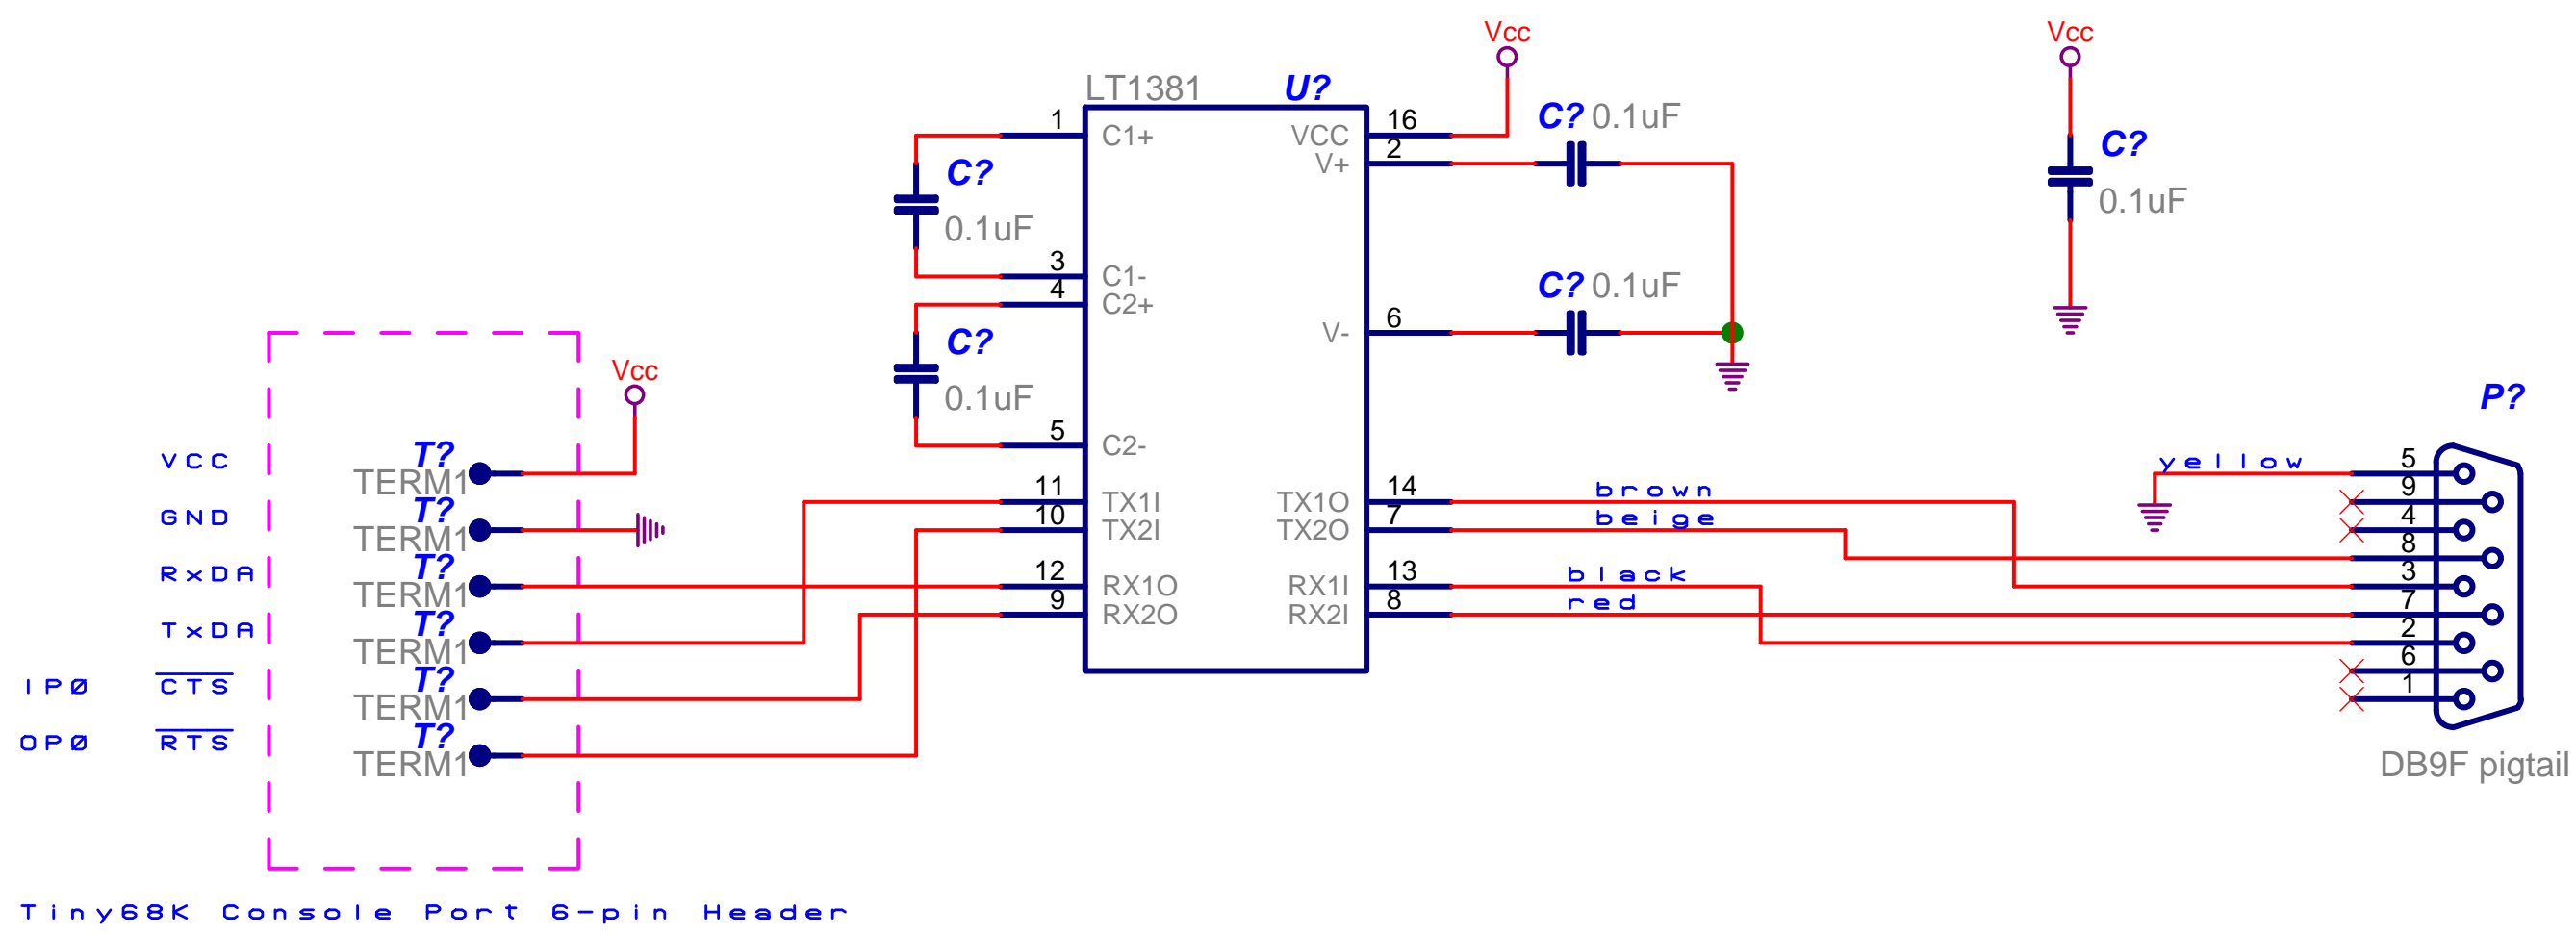 Vcc
Vcc
LT1381
U?
1
C1+
16
VCC
C? 0.1uF
2
V+
C?
0.1uF
C?
0.1uF
3
C1-
4
C2+
C? 0.1uF
6
V-
C?
0.1uF
5
C2-
Vcc
P?
VCC
T?
TERM1
GND
T?
TERM1
RxDA
T?
TERM1
TxDA
T?
TERM1
IP0
CTS
T?
TERM1
OP0
RTS
T?
TERM1
11
TX1I
TX1O
14
brown
10
TX2I
TX2O
7
beige
12
RX1O
RX1I
13
black
9
RX2O
RX2I
8
red
yellow
5
9
4
8
3
7
2
6
1
DB9F pigtail
Tiny68K Console Port 6-pin Header